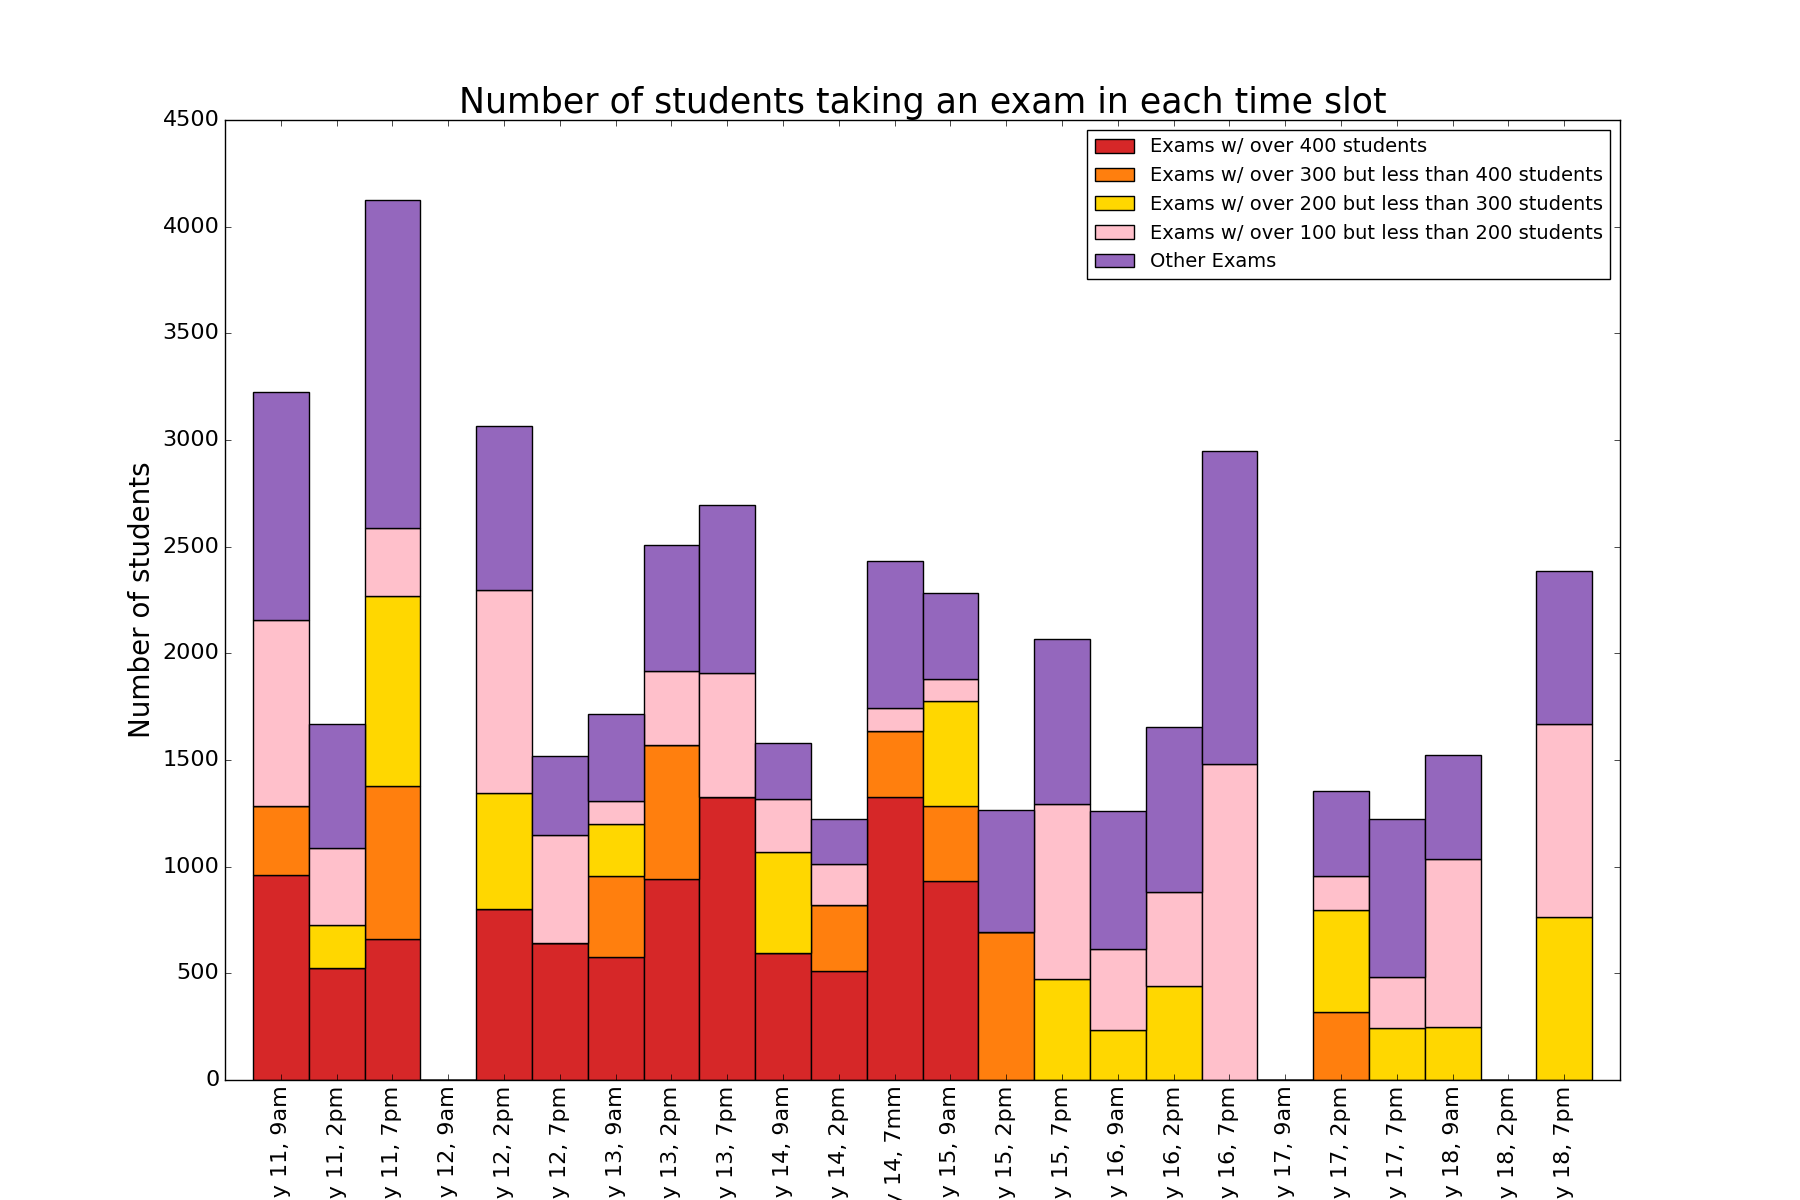 Number of students taking an exam in each time slot
Exams w/ over 400 students
Exams w/ over 300 but less than 400 students
Exams w/ over 200 but less than 300 students
Exams w/ over 100 but less than 200 students
Other Exams
Number of students
4500
4000
3500
3000
2500
2000
1500
1000
500
0
y 11, 9am
y 11, 2pm
y 11, 7pm
y 12, 9am
y 12, 2pm
y 12, 7pm
y 13, 9am
y 13, 2pm
y 13, 7pm
y 14, 9am
y 14, 2pm
y 14, 7mm
y 15, 9am
y 15, 2pm
y 15, 7pm
y 16, 9am
y 16, 2pm
y 16, 7pm
y 17, 9am
y 17, 2pm
y 17, 7pm
y 18, 9am
y 18, 2pm
y 18, 7pm